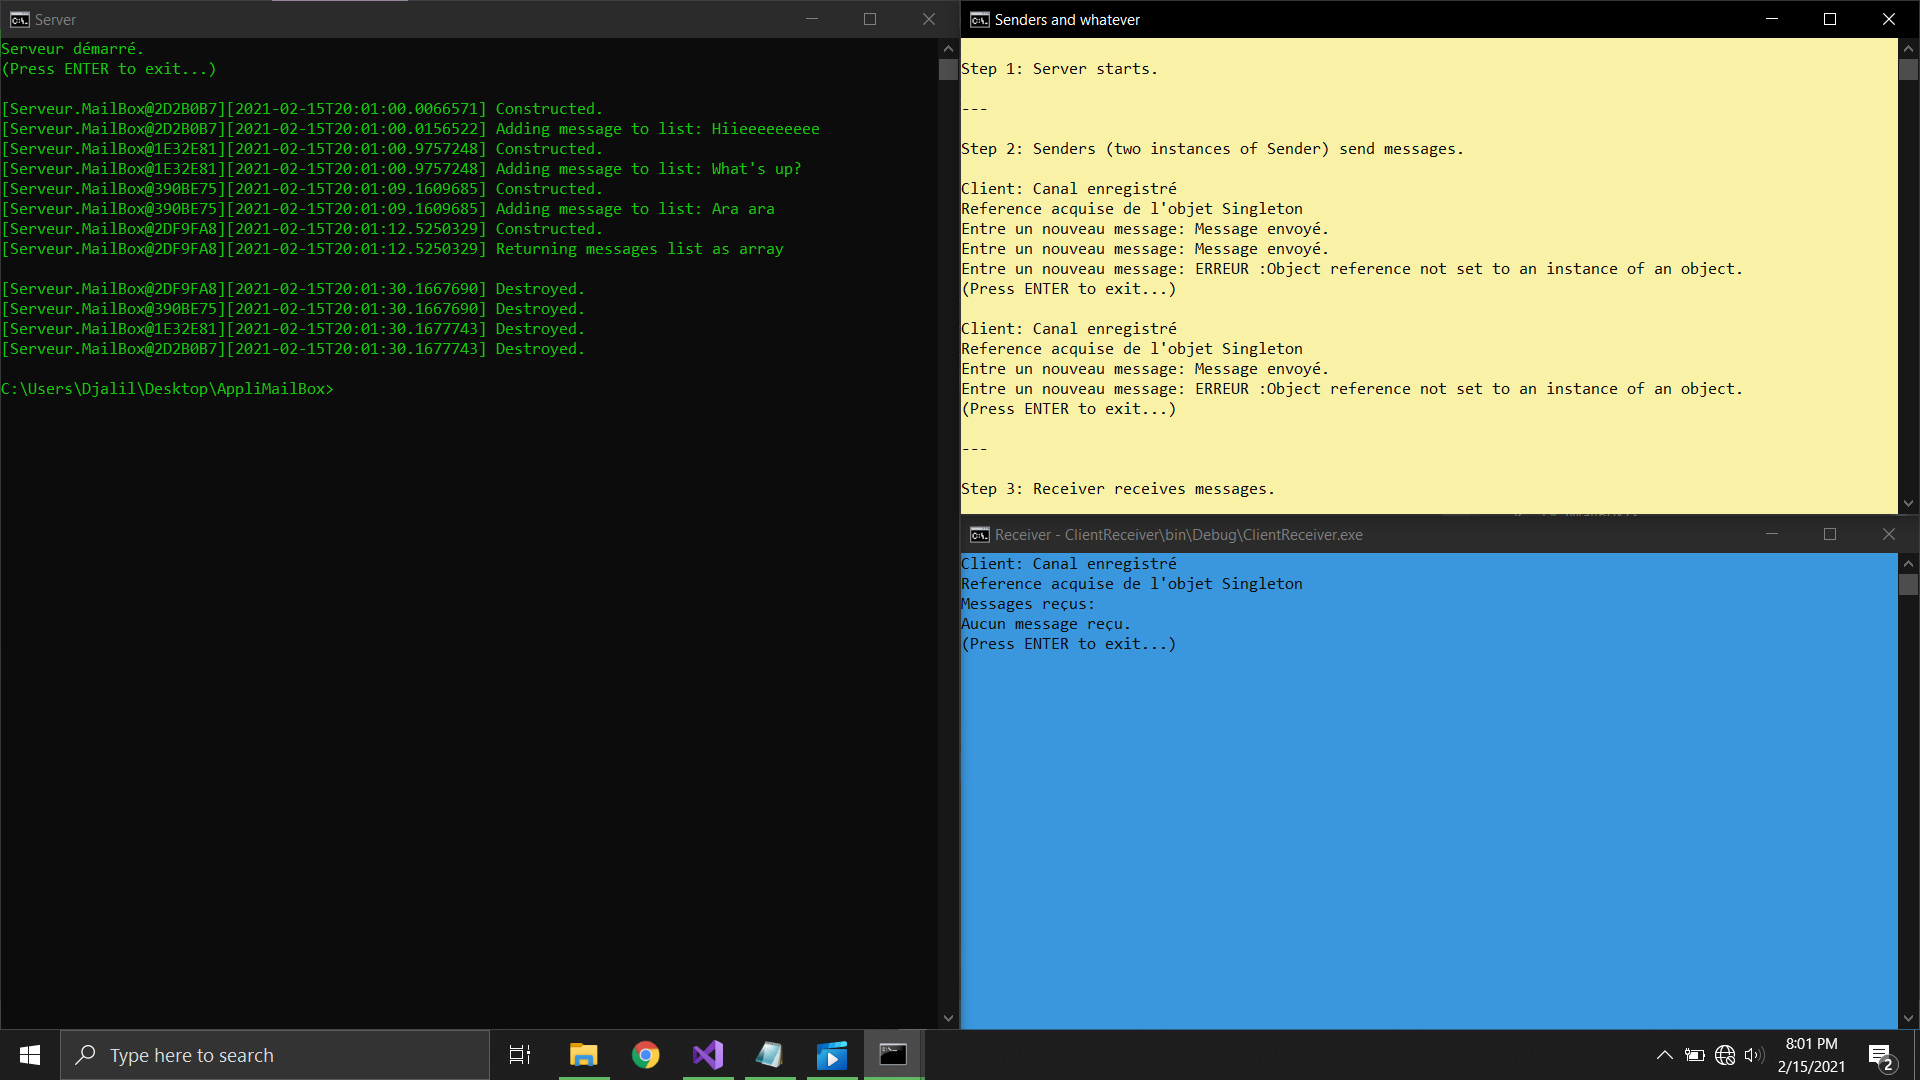 Server
Serveur démarré.
(Press ENTER to exit...)
[Serveur.MailBox@2D2B0B7][2021-02-15T20:01:00.0066571] Constructed.
[Serveur.MailBox@2D2B0B7][2021-02-15T20:01:00.0156522] Adding message to list: Hiieeeeeeeee
[Serveur.MailBox@1E32E81][2021-02-15T20:01:00.9757248] Constructed.
[Serveur.MailBox@1E32E81][2021-02-15T20:01:00.9757248] Adding message to list: What's up?
[Serveur.MailBox@390BE75][2021-02-15T20:01:09.1609685] Constructed.
[Serveur.MailBox@390BE75][2021-02-15T20:01:09.1609685] Adding message to list: Ara ara
[Serveur.MailBox@2DF9FA8][2021-02-15T20:01:12.5250329] Constructed.
[Serveur.MailBox@2DF9FA8][2021-02-15T20:01:12.5250329] Returning messages list as array
[Serveur.MailBox@2DF9FA8][2021-02-15T20:01:30.1667690] Destroyed.
[Serveur.MailBox@390BE75][2021-02-15T20:01:30.1667690] Destroyed.
[Serveur.MailBox@1E32E81][2021-02-15T20:01:30.1677743] Destroyed.
[Serveur.MailBox@2D2B0B7][2021-02-15T20:01:30.1677743] Destroyed.
C:\Users\Djalil\Desktop\AppliMailBox>
Senders and whatever
Step 1: Server starts.
---
Step 2: Senders (two instances of Sender) send messages.
Client: Canal enregistré
Reference acquise de l'objet Singleton
Entre un nouveau message: Message envoyé.
Entre un nouveau message: Message envoyé.
Entre un nouveau message: ERREUR :Object reference not set to an instance of an object.
(Press ENTER to exit...)
Client: Canal enregistré
Reference acquise de l'objet Singleton
Entre un nouveau message: Message envoyé.
Entre un nouveau message: ERREUR :Object reference not set to an instance of an object.
(Press ENTER to exit...)
---
Step 3: Receiver receives messages.
Receiver - ClientReceiver\bin\Debug\ClientReceiver.exe
Client: Canal enregistré
Reference acquise de l'objet Singleton
Messages reçus:
Aucun message reçu.
(Press ENTER to exit...)
Type here to search
8:01 PM
2/15/2021
2